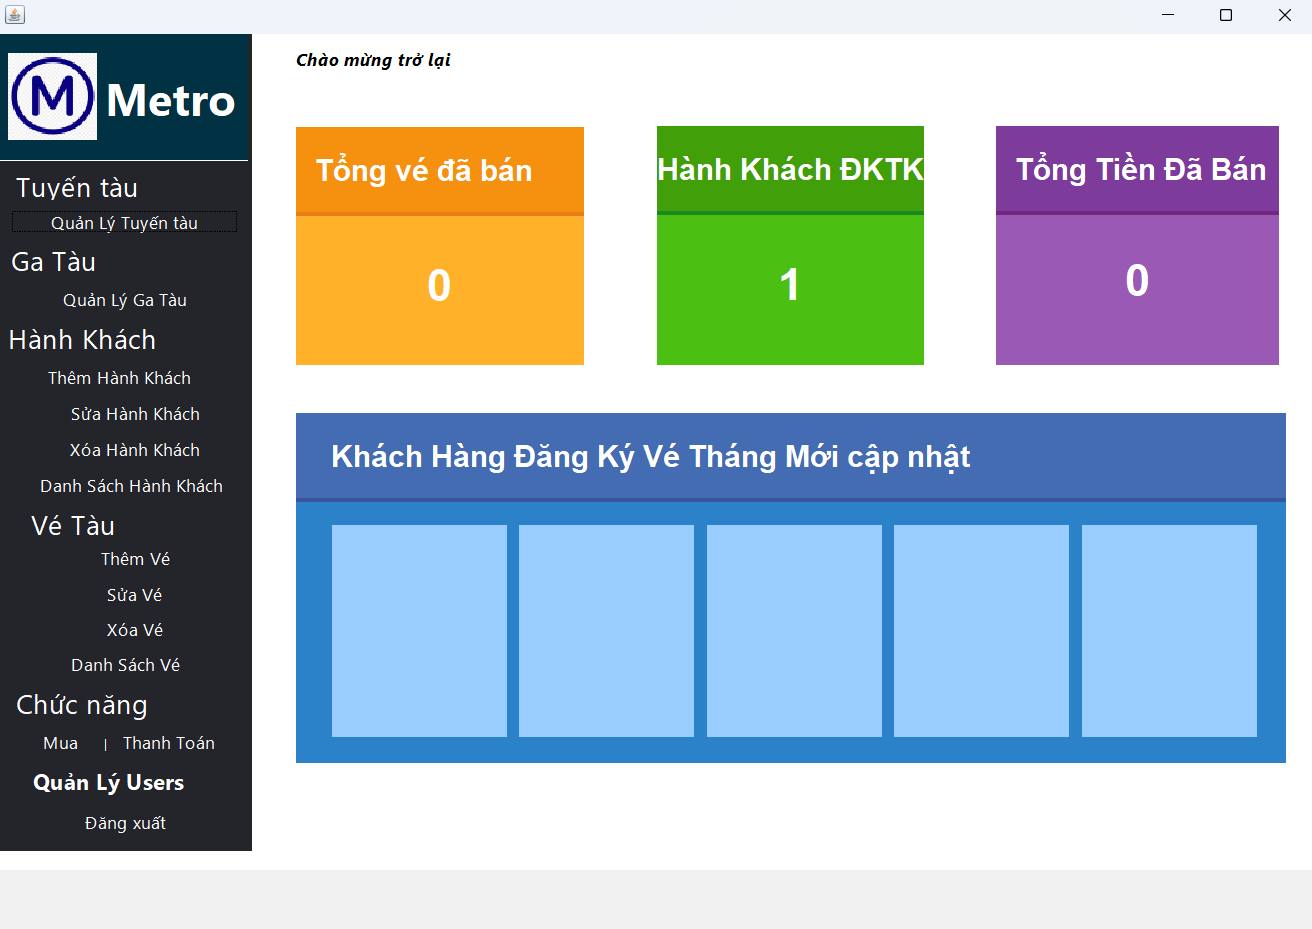 M Metro
Tuyến tàu
Quản Lý Tuyến tàu
Ga Tàu
Quản Lý Ga Tàu
Hành Khách
Thêm Hành Khách
Sửa Hành Khách
Xóa Hành Khách
Danh Sách Hành Khách
Vé Tàu
Thêm Vé
Sửa Vé
Xóa Vé
Danh Sách Vé
Chức năng
Mua | Thanh Toán
Quản Lý Users
Đăng xuất
Chào mừng trở lại
Tổng vé đã bán
0
Hành Khách ĐKTK
1
Tổng Tiền Đã Bán
0
Khách Hàng Đăng Ký Vé Tháng Mới cập nhật